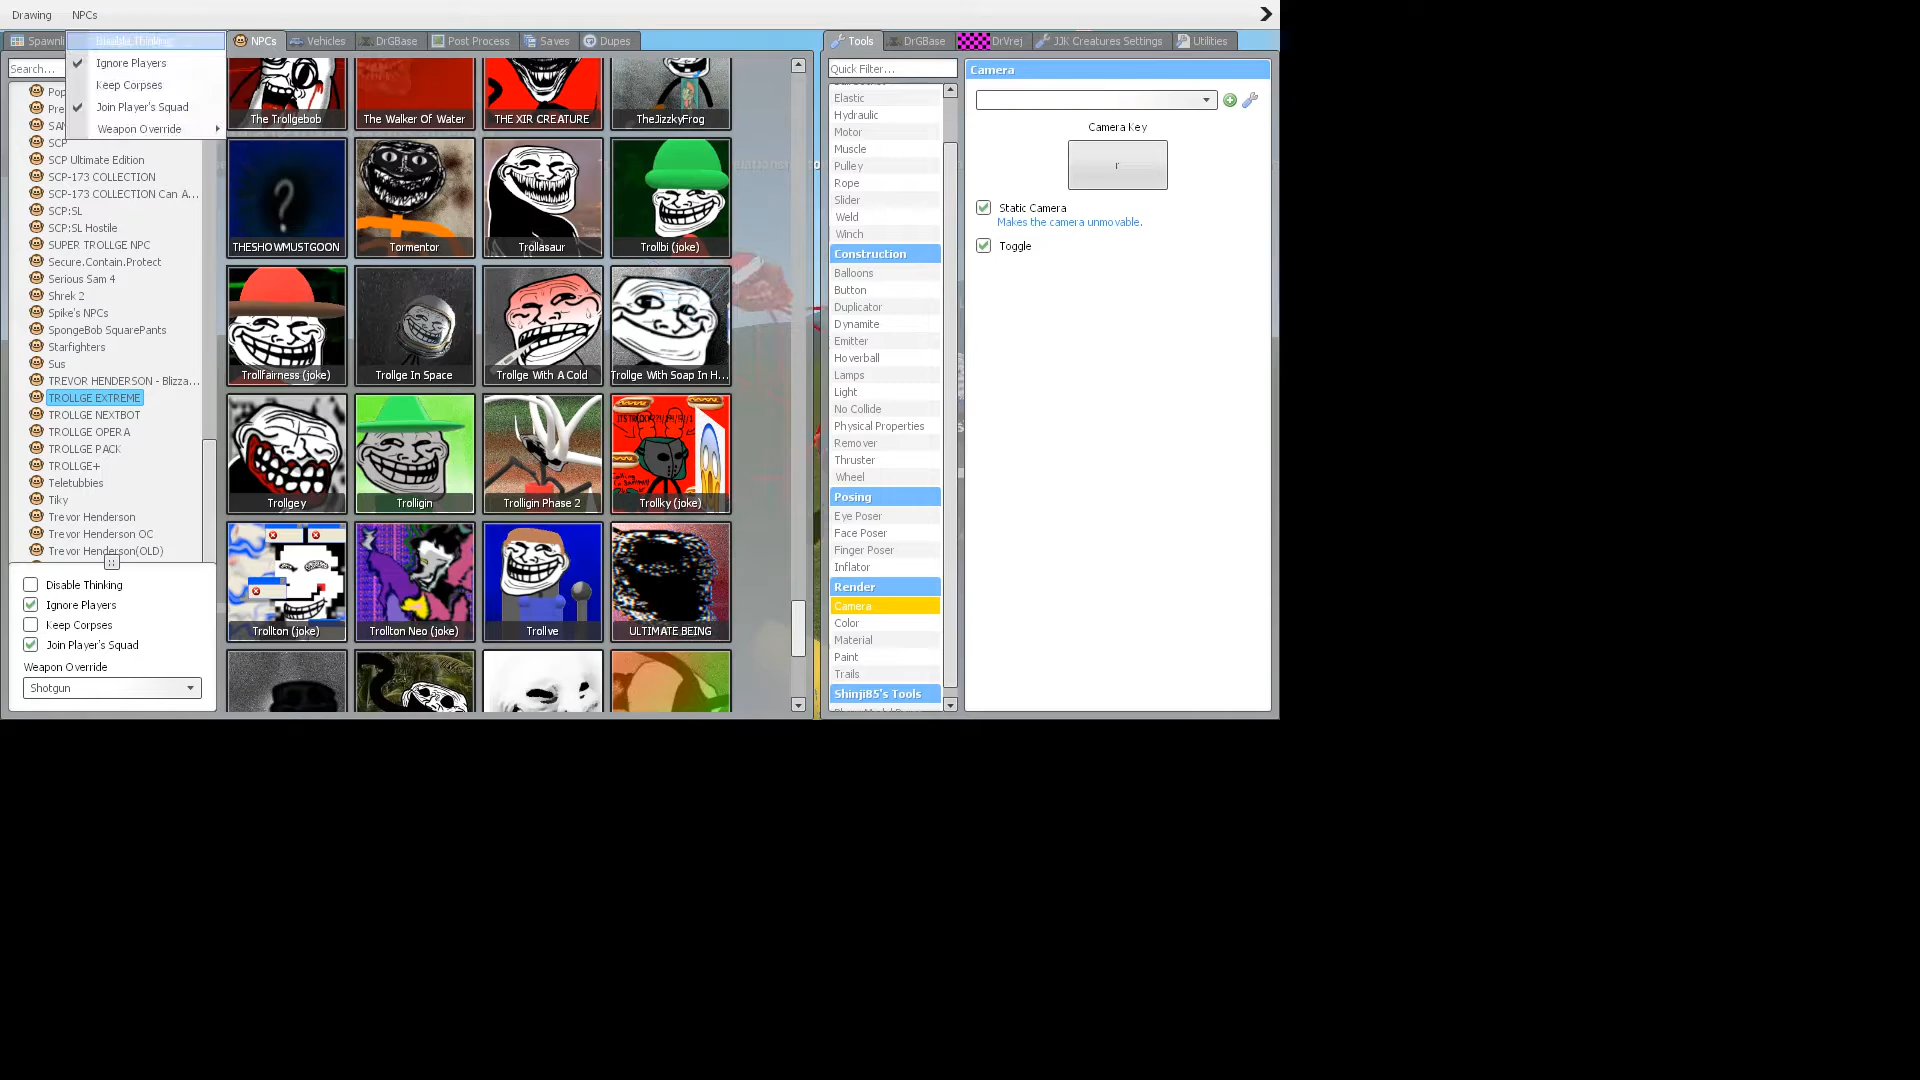 Drawing NPCs
Spawnli
Disable Thinking
Ignore Players
Keep Corpses
Join Player's Squad
Weapon Override
NPCs Vehicles DrGBase Post Process Saves Dupes
Search...
Pop
Pre
SCP
SCP Ultimate Edition
SCP-173 COLLECTION
SCP-173 COLLECTION Can A...
SCP:SL
SCP:SL Hostile
SUPER TROLLGE NPC
Secure.Contain.Protect
Serious Sam 4
Shrek 2
Spike's NPCs
SpongeBob SquarePants
Starfighters
Sus
TREVOR HENDERSON - Blizza...
TROLLGE EXTREME
TROLLGE NEXTBOT
TROLLGE OPERA
TROLLGE PACK
TROLLGE+
Teletubbies
Tiky
Trevor Henderson
Trevor Henderson OC
Trevor Henderson(OLD)
Disable Thinking
Ignore Players
Keep Corpses
Join Player's Squad
Weapon Override
Shotgun
The Trollgebob
The Walker Of Water
THE XIR CREATURE
TheJizzkyFrog
THESHOWMUSTGOON
Tormentor
Trollasaur
Trollbi (joke)
Trollfairness (joke)
Trollge In Space
Trollge With A Cold
Trollge With Soap In H...
Trollgey
Trolligin
Trolligin Phase 2
Trollky (joke)
Trollton (joke)
Trollton Neo (joke)
Trollve
ULTIMATE BEING
Tools DrGBase DrVrej JJK Creatures Settings Utilities
Quick Filter...
Elastic
Hydraulic
Motor
Muscle
Pulley
Rope
Slider
Weld
Winch
Construction
Balloons
Button
Duplicator
Dynamite
Emitter
Hoverball
Lamps
Light
No Collide
Physical Properties
Remover
Thruster
Wheel
Posing
Eye Poser
Face Poser
Finger Poser
Inflator
Render
Camera
Color
Material
Paint
Trails
Shinji85's Tools
Camera
Camera Key
r
Static Camera
Makes the camera unmovable.
Toggle